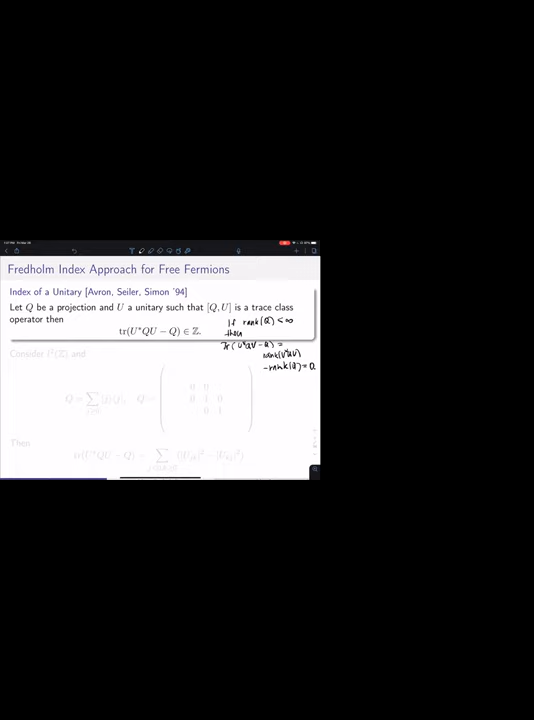 Fredholm Index Approach for Free Fermions
Index of a Unitary [Avron, Seiler, Simon '94]
Let Q be a projection and U a unitary such that [Q, U] is a trace class
operator then
tr(U*QU − Q) ∈ ℤ.
If rank(Q) < ∞
then
Tr(U*QU − Q) =
rank(U*QU)
− rank(Q) = 0.
Consider l²(ℤ) and
Then